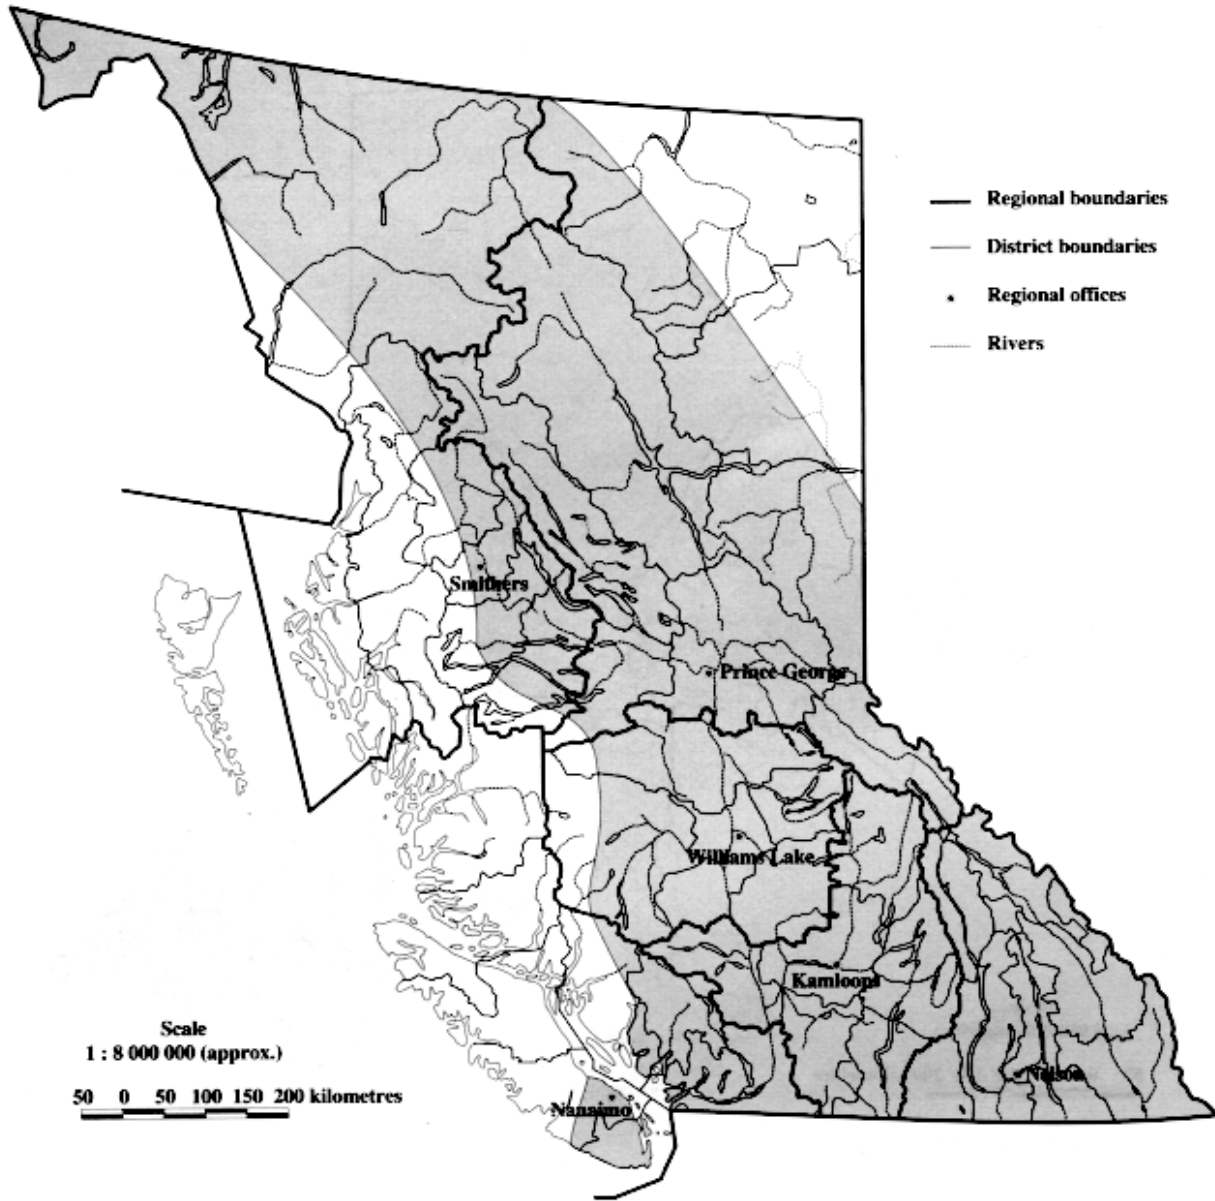 Regional boundaries
District boundaries
Regional offices
Rivers
Smithers
Prince George
Williams Lake
Kamloops
Nelson
Nanaimo
Scale
1 : 8 000 000 (approx.)
50 0 50 100 150 200 kilometres